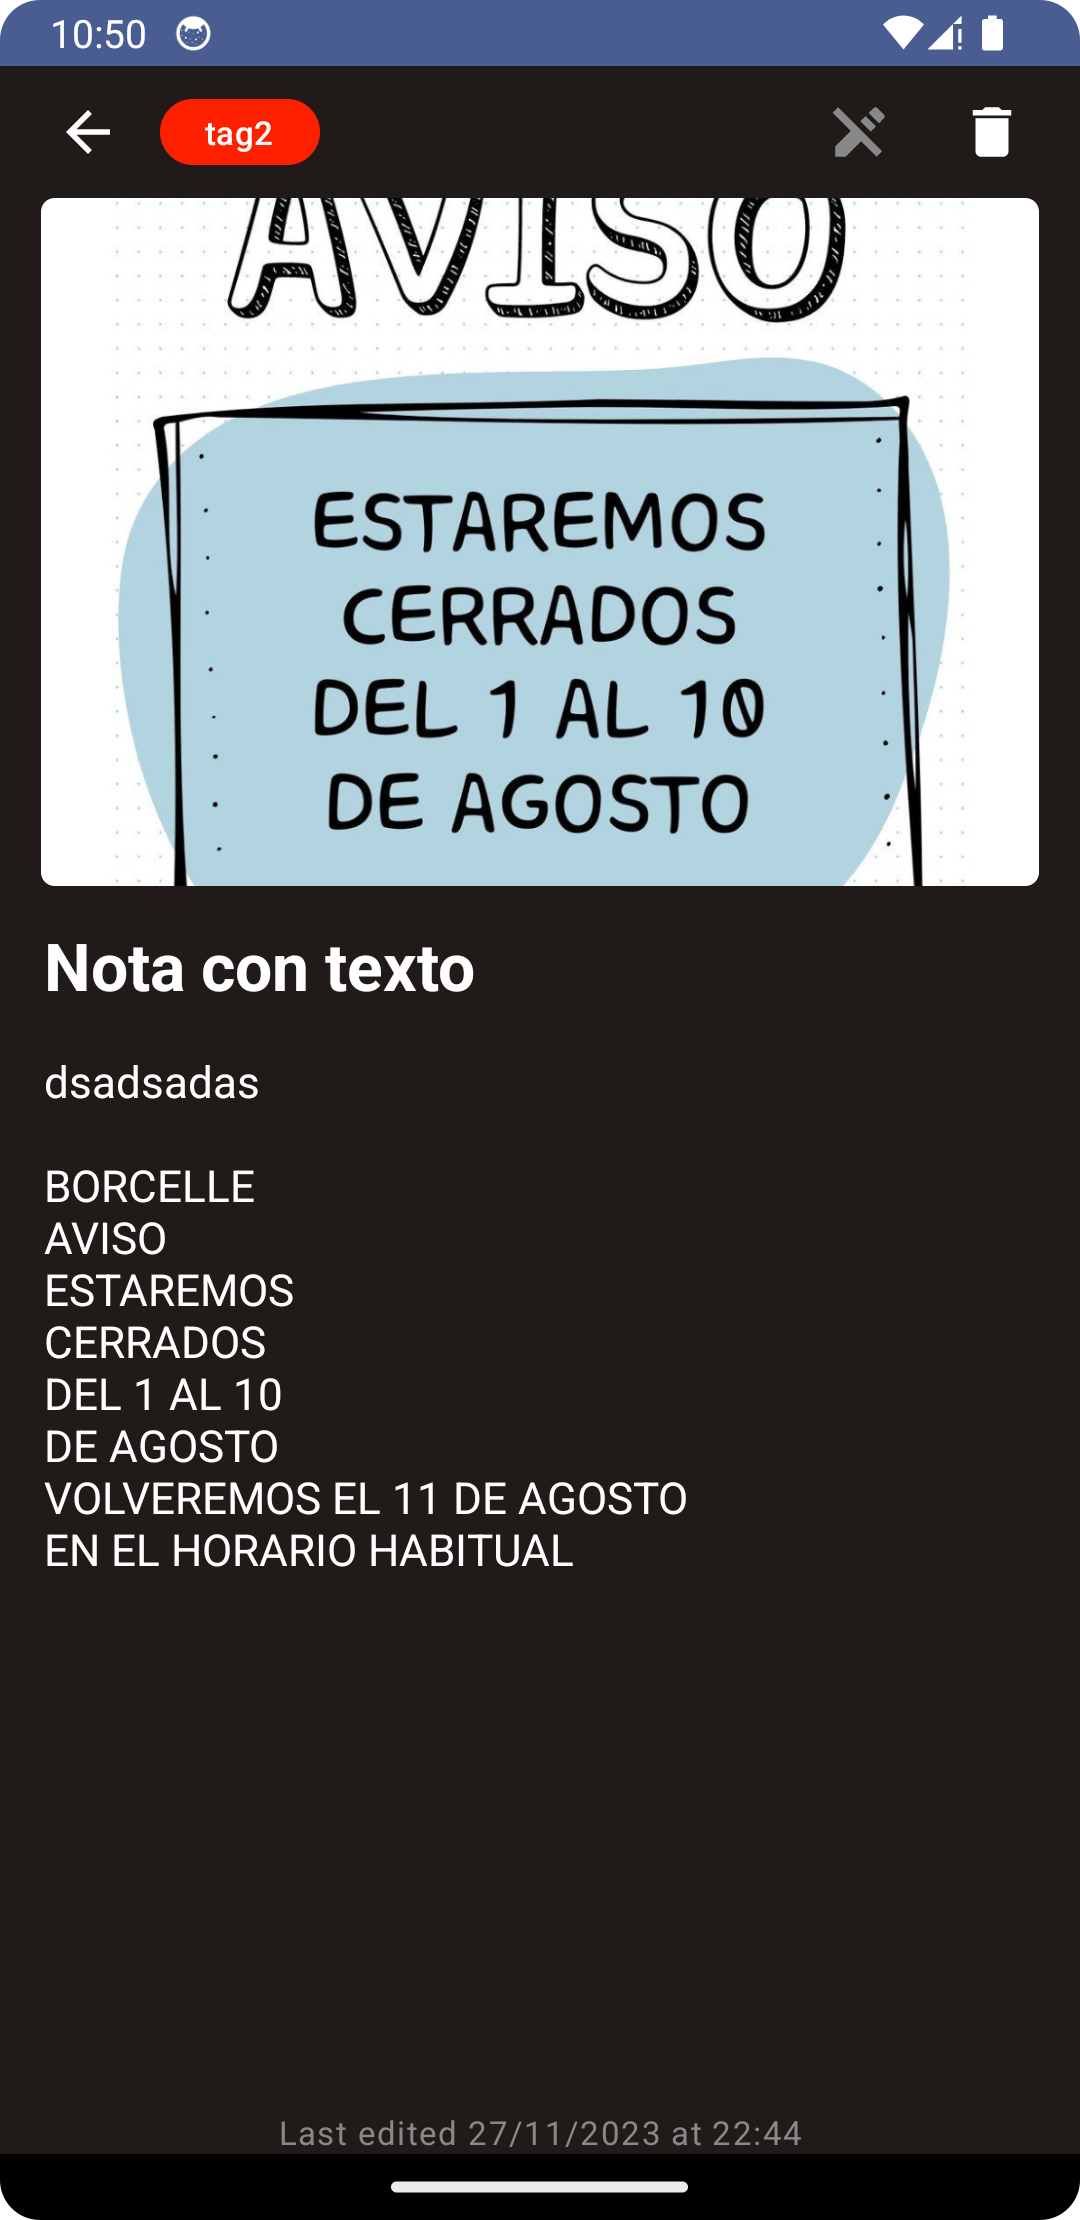 10:50
tag2
AVISO
ESTAREMOS
CERRADOS
DEL 1 AL 10
DE AGOSTO
Nota con texto
dsadsadas
BORCELLE
AVISO
ESTAREMOS
CERRADOS
DEL 1 AL 10
DE AGOSTO
VOLVEREMOS EL 11 DE AGOSTO
EN EL HORARIO HABITUAL
Last edited 27/11/2023 at 22:44